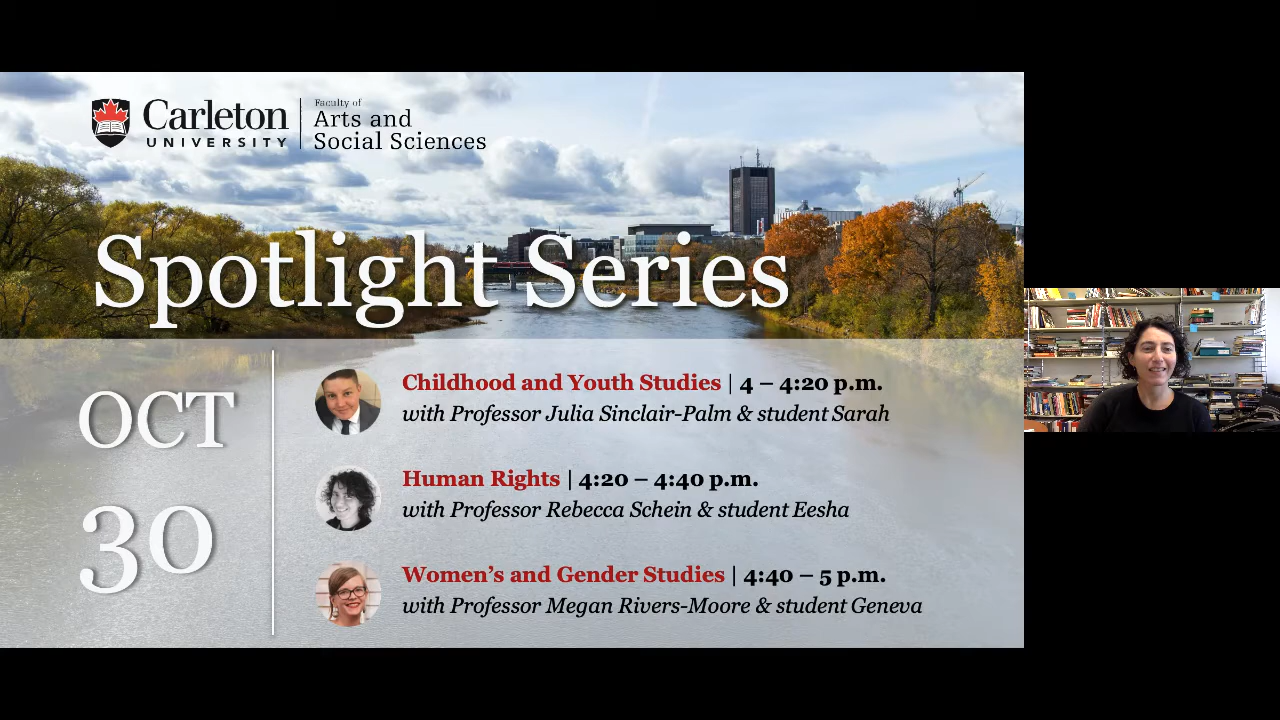 Carleton
UNIVERSITY
Faculty of
Arts and
Social Sciences
Spotlight Series
OCT
30
Childhood and Youth Studies | 4 – 4:20 p.m.
with Professor Julia Sinclair-Palm & student Sarah
Human Rights | 4:20 – 4:40 p.m.
with Professor Rebecca Schein & student Eesha
Women’s and Gender Studies | 4:40 – 5 p.m.
with Professor Megan Rivers-Moore & student Geneva